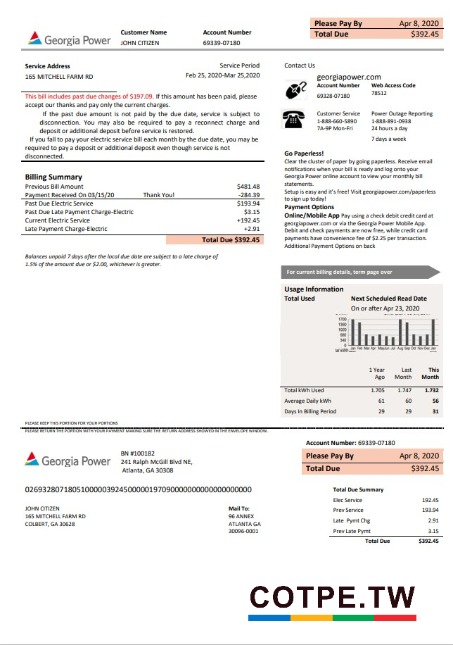 Georgia Power
Customer Name
JOHN CITIZEN
Account Number
69339-07180
Please Pay By Apr 8, 2020
Total Due $392.45
Service Address
165 MITCHELL FARM RD
Service Period
Feb 25, 2020-Mar 25,2020
This bill includes past due changes of $197.09. If this amount has been paid, please
accept our thanks and pay only the current charges.
If the past due amount is not paid by the due date, service is subject to
disconnection. You may also be required to pay a reconnect charge and
deposit or additional deposit before service is restored.
If you fail to pay your electric service bill each month by the due date, you may be
required to pay a deposit or additional deposit even though service is not
disconnected.
Billing Summary
Previous Bill Amount $481.48
Payment Received On 03/15/20 Thank You! -284.39
Past Due Electric Service $193.94
Past Due Late Payment Charge-Electric $3.15
Current Electric Service +192.45
Late Payment Charge-Electric +2.91
Total Due $392.45
Balances unpaid 7 days after the local due date are subject to a late charge of
1.5% of the amount due or $2.00, whichever is greater.
Contact Us
georgiapower.com
Account Number Web Access Code
69328-07180 78512
Customer Service Power Outage Reporting
1-888-660-5890 1-888-891-0938
7A-9P Mon-Fri 24 hours a day
7 days a week
Go Paperless!
Clear the cluster of paper by going paperless. Receive email
notifications when your bill is ready and log onto your
Georgia Power online account to view your monthly bill
statements.
Setup is easy and it's free! Visit georgiapower.com/paperless
to sign up today!
Payment Options
Online/Mobile App Pay using a check debit credit card at
georgiapower.com or via the Georgia Power Mobile App.
Debit and check payments are now free, while credit card
payments have convenience fee of $2.25 per transaction.
Additional Payment Options on back
For current billing details, term page over
Usage Information
Total Used
Next Scheduled Read Date
On or after Apr 23, 2020
1 Year Ago Last Month This Month
Total kWh Used 1.705 1.747 1.732
Average Daily kWh 61 60 56
Days In Billing Period 29 29 31
PLEASE KEEP THIS PORTION FOR YOUR PORTIONS
PLEASE RETURN THE PORTION WITH YOUR PAYMENT MAKING SURE THE RETURN ADDRESS SHOWED IN THE ENVELOPE WINDOW.
Georgia Power
BN #100182
241 Ralph McGill Blvd NE,
Atlanta, GA 30308
Account Number: 69339-07180
Please Pay By Apr 8, 2020
Total Due $392.45
JOHN CITIZEN
165 MITCHELL FARM RD
COLBERT, GA 30628
Mail To:
96 ANNEX
ATLANTA GA
30096-0001
Total Due Summary
Elec Service 192.45
Prev Service 193.94
Late Pymt Chg 2.91
Prev Late Pymt 3.15
Total Due $392.45
COTPE.TW